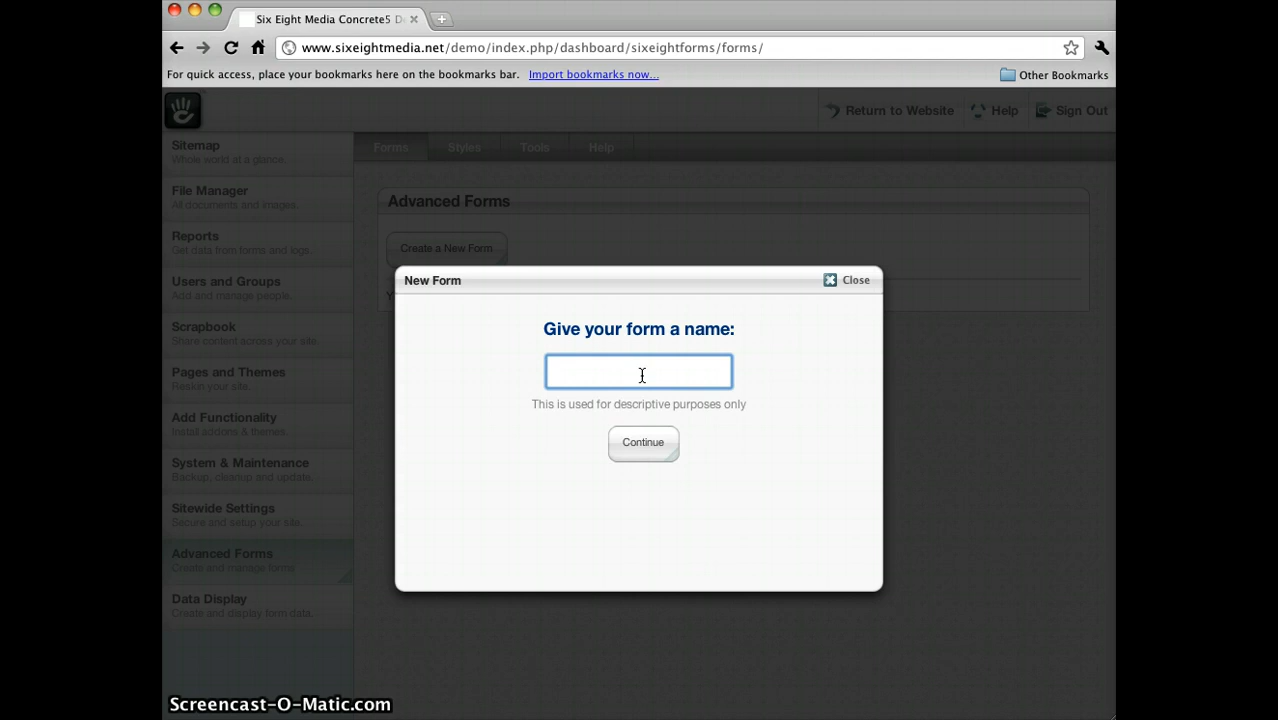 Six Eight Media Concrete5 D
www.sixeightmedia.net/demo/index.php/dashboard/sixeightforms/forms/
For quick access, place your bookmarks here on the bookmarks bar. Import bookmarks now...
Other Bookmarks
Return to Website
Help
Sign Out
Sitemap
Whole world at a glance.
File Manager
All documents and images.
Reports
Get data from forms and logs.
Users and Groups
Add and manage people.
Scrapbook
Share content across your site.
Pages and Themes
Reskin your site.
Add Functionality
Install addons & themes.
System & Maintenance
Backup, cleanup and update.
Sitewide Settings
Secure and setup your site.
Advanced Forms
Create and manage forms
Data Display
Create and display form data...
Forms
Styles
Tools
Help
Advanced Forms
Create a New Form
New Form
Close
Give your form a name:
This is used for descriptive purposes only
Continue
Screencast-O-Matic.com